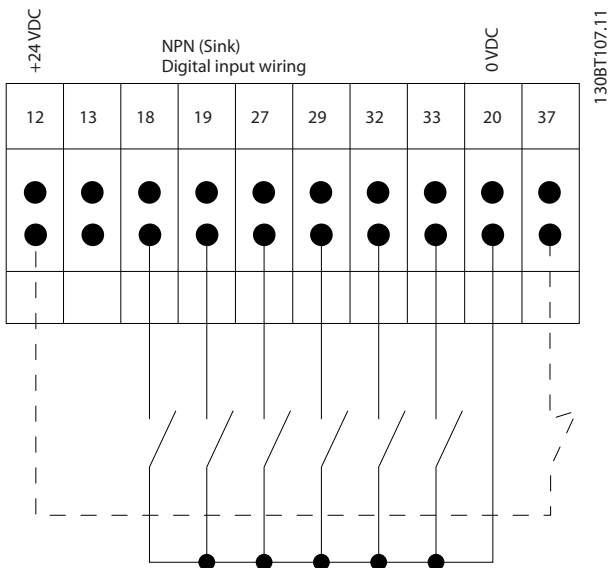 +24 VDC
NPN (Sink)
Digital input wiring
0 VDC
130BT107.11
12 13 18 19 27 29 32 33 20 37